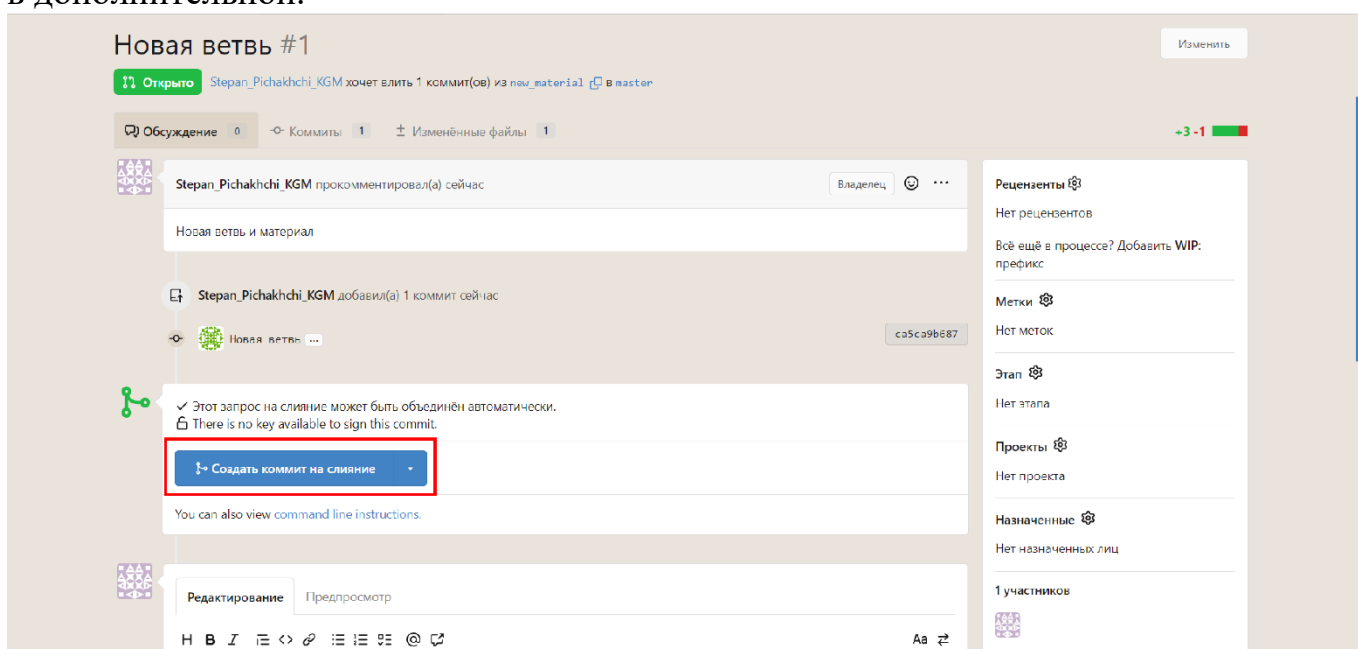 в дополнительной.
Новая ветвь #1
Изменить
Открыто Stepan_Pichakhchi_KGM хочет влить 1 коммит(ов) из new_material в master
Обсуждение 0 Коммиты 1 Изменённые файлы 1 +3 -1
Stepan_Pichakhchi_KGM прокомментировал(а) сейчас Владелец
Новая ветвь и материал
Stepan_Pichakhchi_KGM добавил(а) 1 коммит сейчас
Новая ветвь ... ca5ca9b687
✓ Этот запрос на слияние может быть объединён автоматически.
There is no key available to sign this commit.
Создать коммит на слияние
You can also view command line instructions.
Редактирование Предпросмотр
H B I <> @ Aa
Рецензенты
Нет рецензентов
Всё ещё в процессе? Добавить WIP:
префикс
Метки
Нет меток
Этап
Нет этапа
Проекты
Нет проекта
Назначенные
Нет назначенных лиц
1 участников